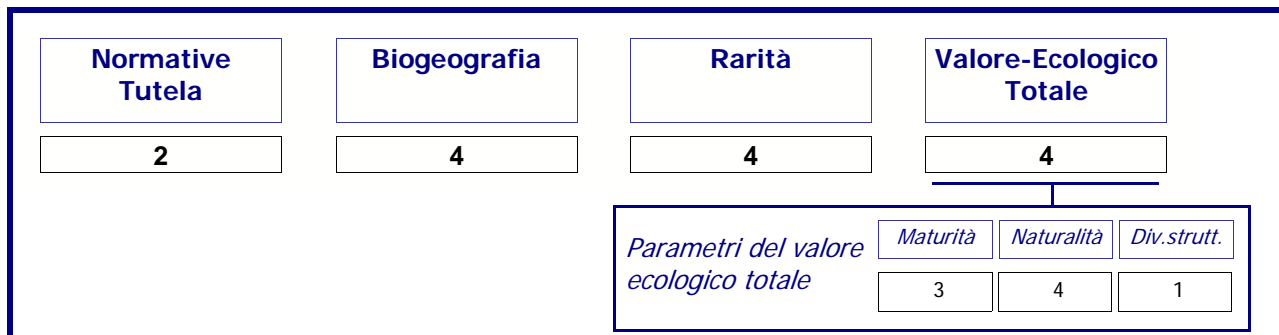 Normative
Tutela
Biogeografia
Rarità
Valore-Ecologico
Totale
2
4
4
4
Parametri del valore
ecologico totale
Maturità
Naturalità
Div.strutt.
3
4
1